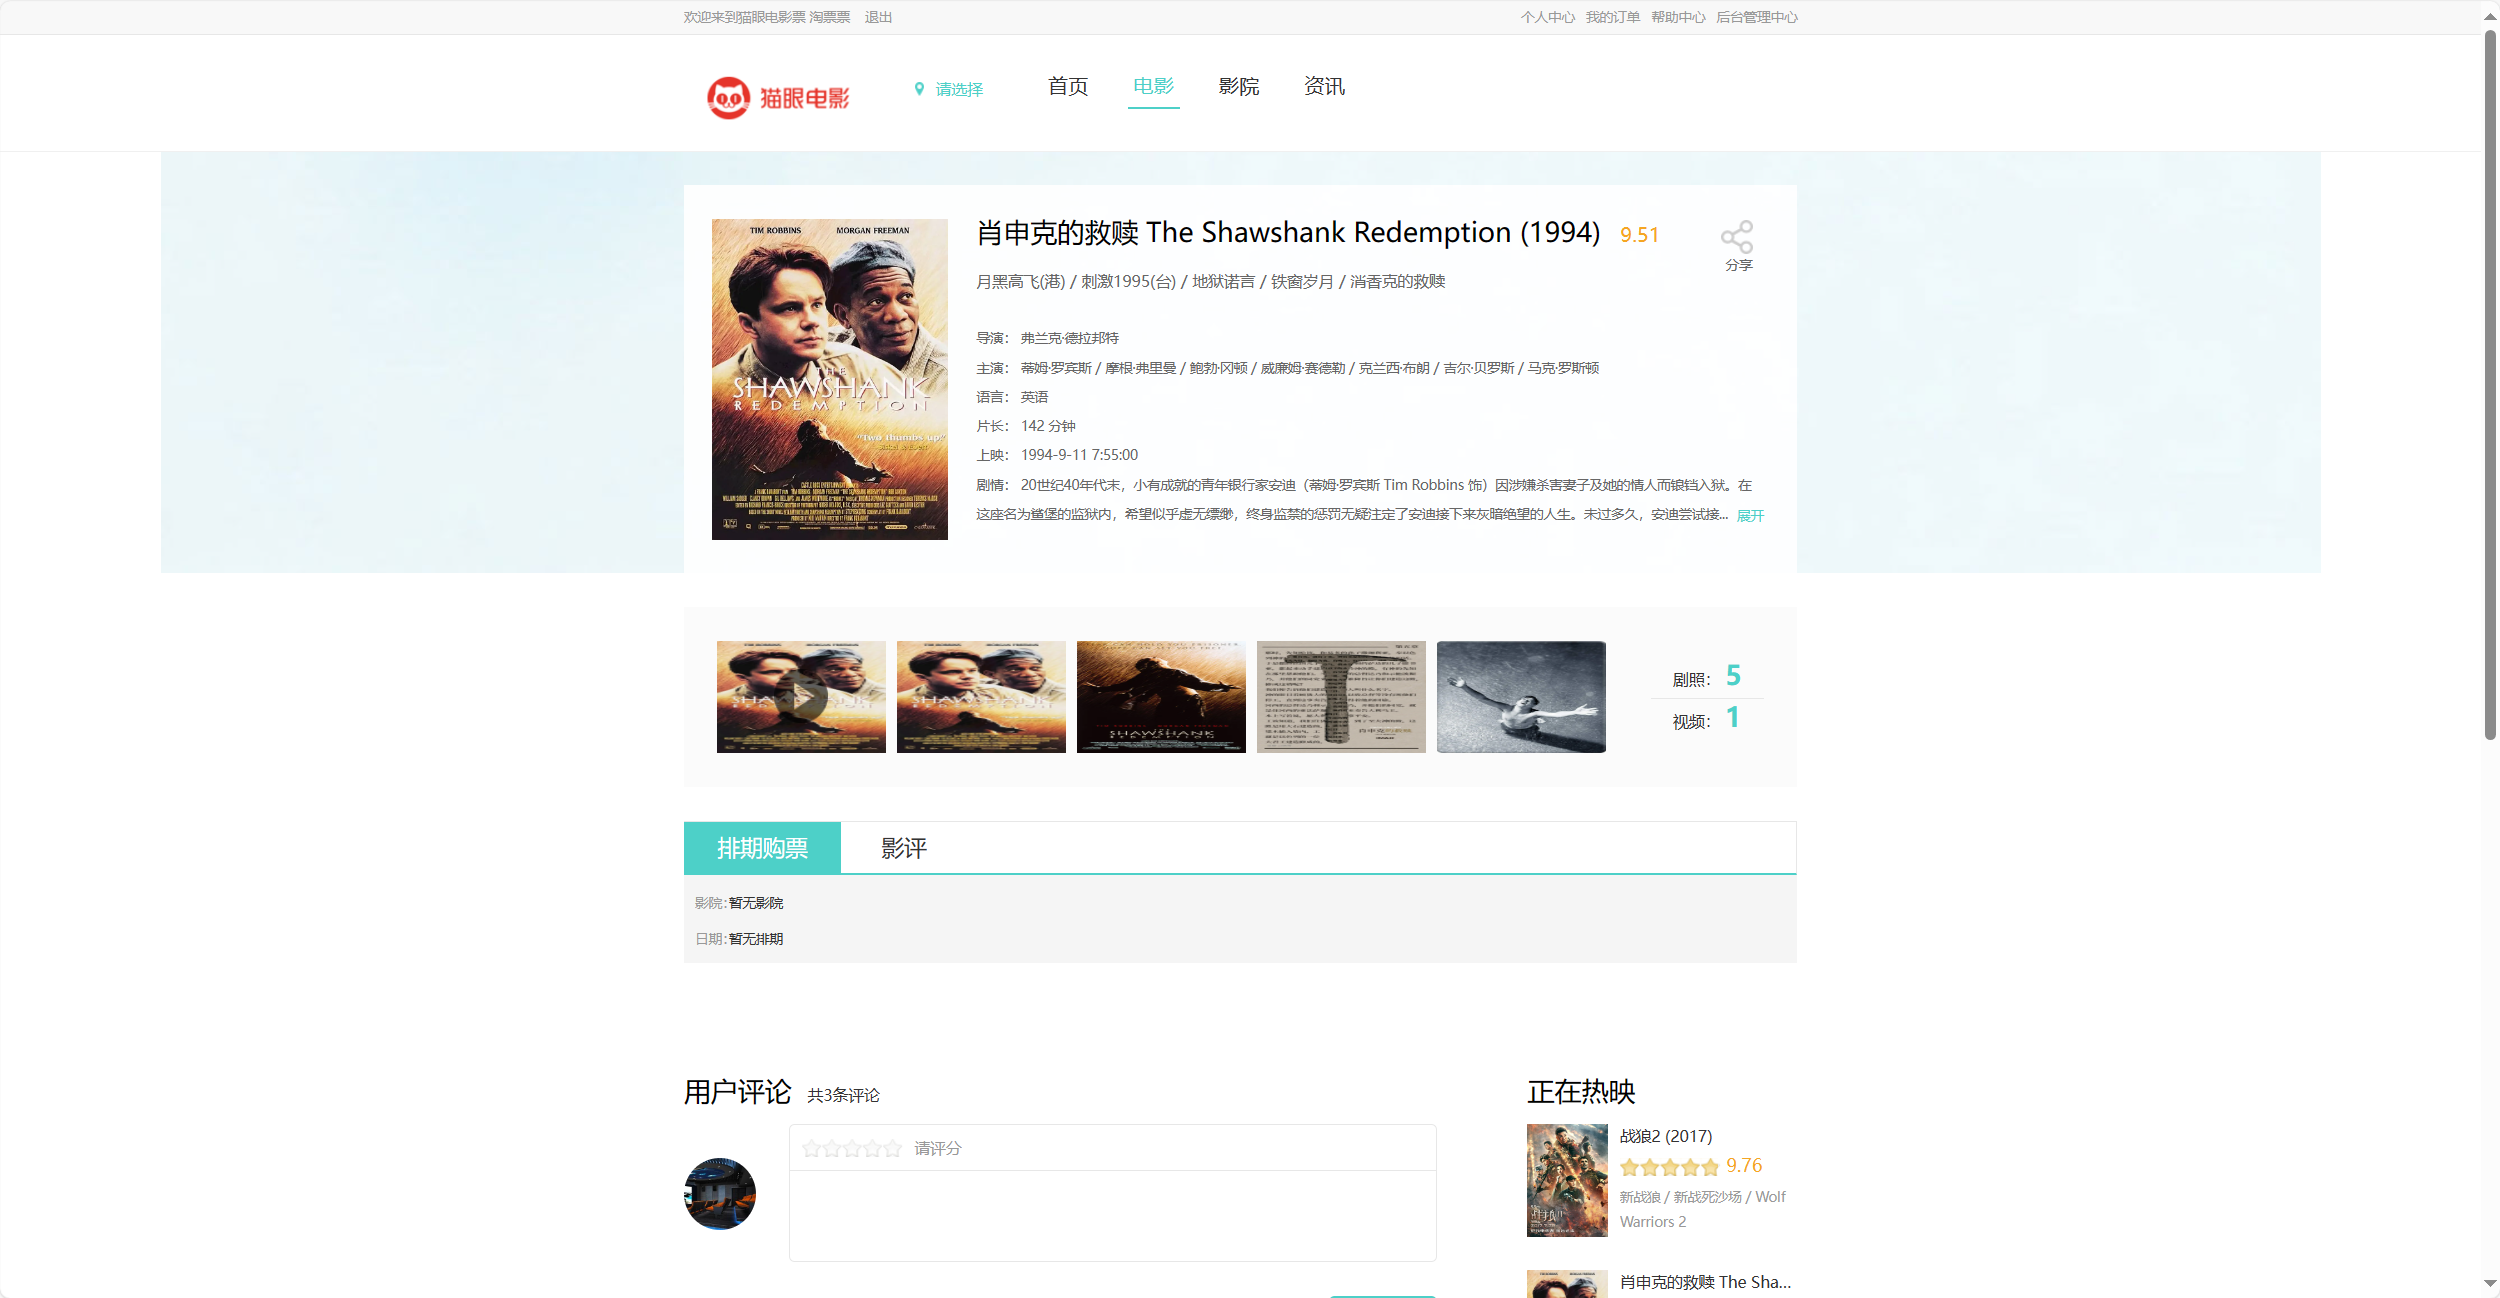 欢迎来到猫眼电影票 淘票票 退出
个人中心 我的订单 帮助中心 后台管理中心
猫眼电影
请选择
首页 电影 影院 资讯
TIM ROBBINS MORGAN FREEMAN
THE
SHAWSHANK
REDEMPTION
"Two thumbs up!"
肖申克的救赎 The Shawshank Redemption (1994) 9.51
分享
月黑高飞(港) / 刺激1995(台) / 地狱诺言 / 铁窗岁月 / 消香克的救赎
导演： 弗兰克·德拉邦特
主演： 蒂姆·罗宾斯 / 摩根·弗里曼 / 鲍勃·冈顿 / 威廉姆·赛德勒 / 克兰西·布朗 / 吉尔·贝罗斯 / 马克·罗斯顿
语言： 英语
片长： 142 分钟
上映： 1994-9-11 7:55:00
剧情： 20世纪40年代末，小有成就的青年银行家安迪（蒂姆·罗宾斯 Tim Robbins 饰）因涉嫌杀害妻子及她的情人而锒铛入狱。在
这座名为鲨堡的监狱内，希望似乎虚无缥缈，终身监禁的惩罚无疑注定了安迪接下来灰暗绝望的人生。未过多久，安迪尝试接... 展开
SHAWSHANK
REDEMPTION
剧照： 5
视频： 1
排期购票 影评
影院：暂无影院
日期：暂无排期
用户评论 共3条评论
请评分
正在热映
战狼2 (2017)
9.76
新战狼 / 新战死沙场 / Wolf
Warriors 2
肖申克的救赎 The Sha...